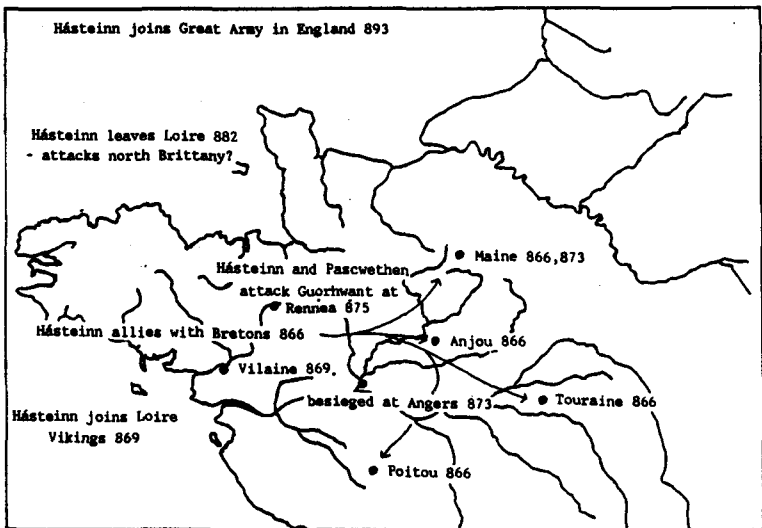 Hásteinn joins Great Army in England 893
Hásteinn leaves Loire 882
- attacks north Brittany?
Maine 866,873
Hásteinn and Pascwethen
attack Guorhwant at
Rennea 875
Hásteinn allies with Bretons 866
Anjou 866
Vilaine 869.
besieged at Angers 873
Touraine 866
Hásteinn joins Loire
Vikings 869
Poitou 866